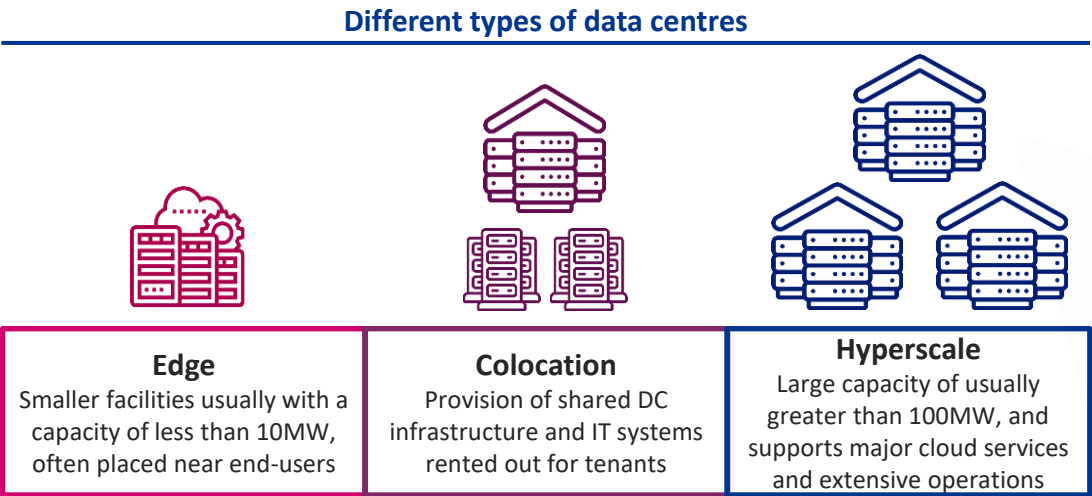 Different types of data centres
Edge
Smaller facilities usually with a
capacity of less than 10MW,
often placed near end-users
Colocation
Provision of shared DC
infrastructure and IT systems
rented out for tenants
Hyperscale
Large capacity of usually
greater than 100MW, and
supports major cloud services
and extensive operations